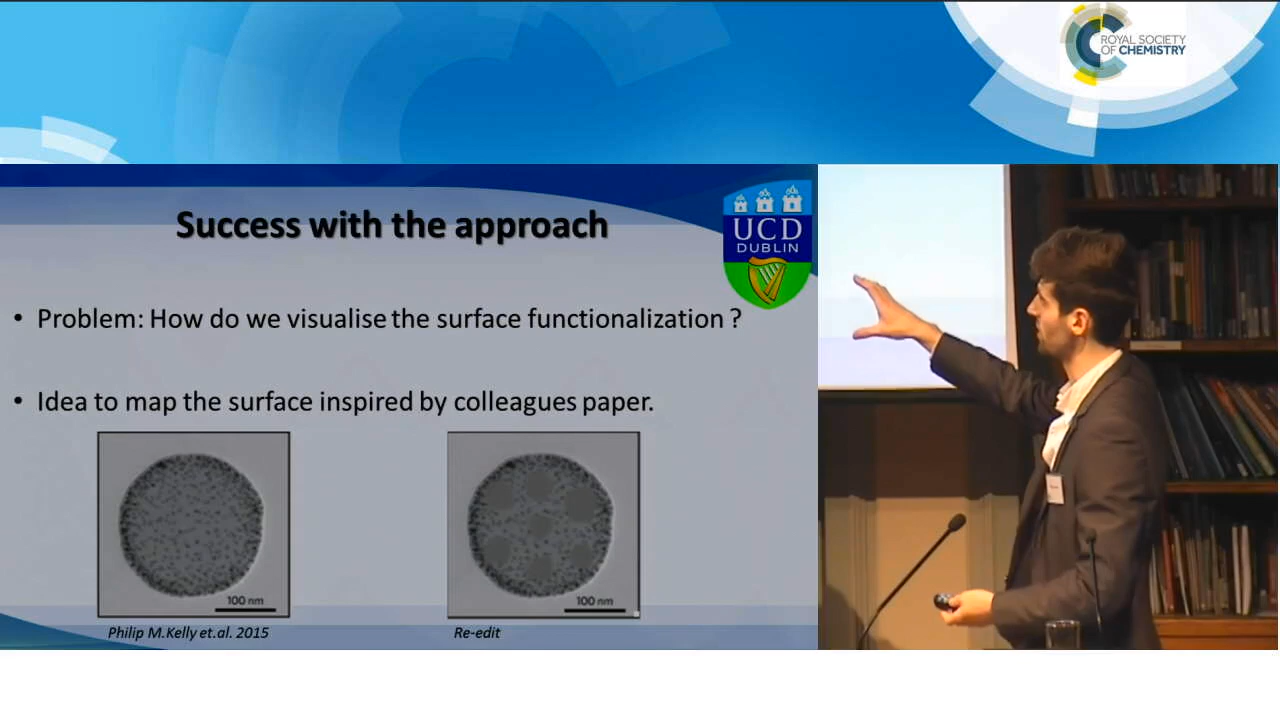 ROYAL SOCIETY
OF CHEMISTRY
Success with the approach
UCD
DUBLIN
• Problem: How do we visualise the surface functionalization ?
• Idea to map the surface inspired by colleagues paper.
100 nm
100 nm
Philip M.Kelly et.al. 2015
Re-edit